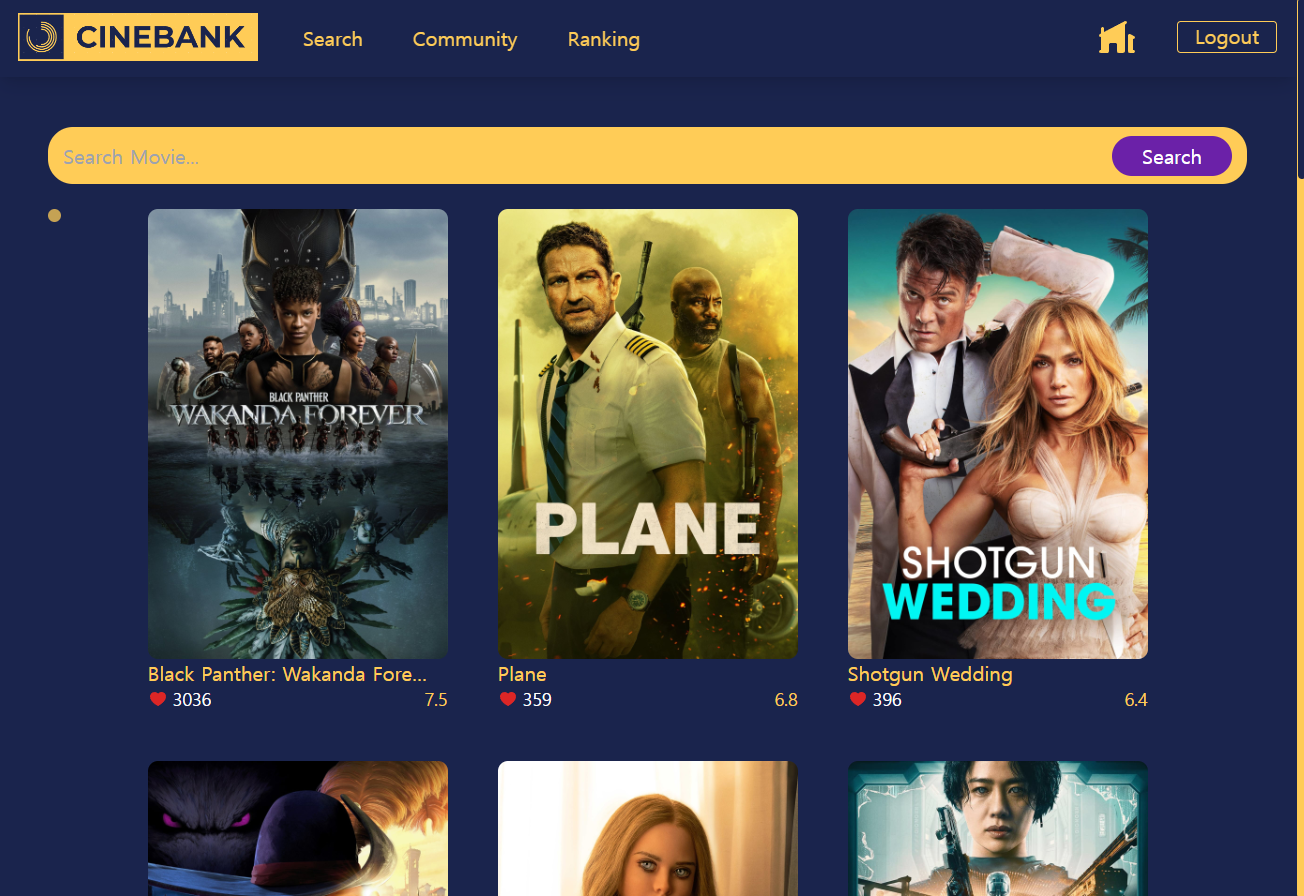 CINEBANK
Search
Community
Ranking
Logout
Search Movie...
Search
BLACK PANTHER
WAKANDA FOREVER
PLANE
SHOTGUN
WEDDING
Black Panther: Wakanda Fore...
3036
7.5
Plane
359
6.8
Shotgun Wedding
396
6.4